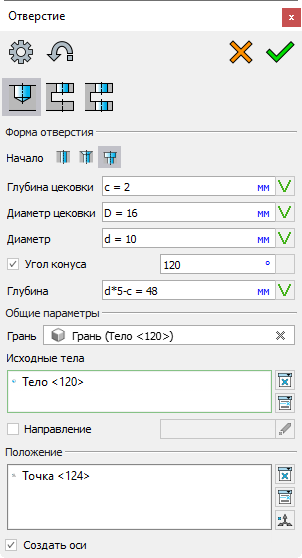 Отверстие
Форма отверстия
Начало
Глубина цековки c = 2 мм
Диаметр цековки D = 16 мм
Диаметр d = 10 мм
Угол конуса 120 °
Глубина d*5-c = 48 мм
Общие параметры
Грань Грань (Тело <120>)
Исходные тела
Тело <120>
Направление
Положение
Точка <124>
Создать оси